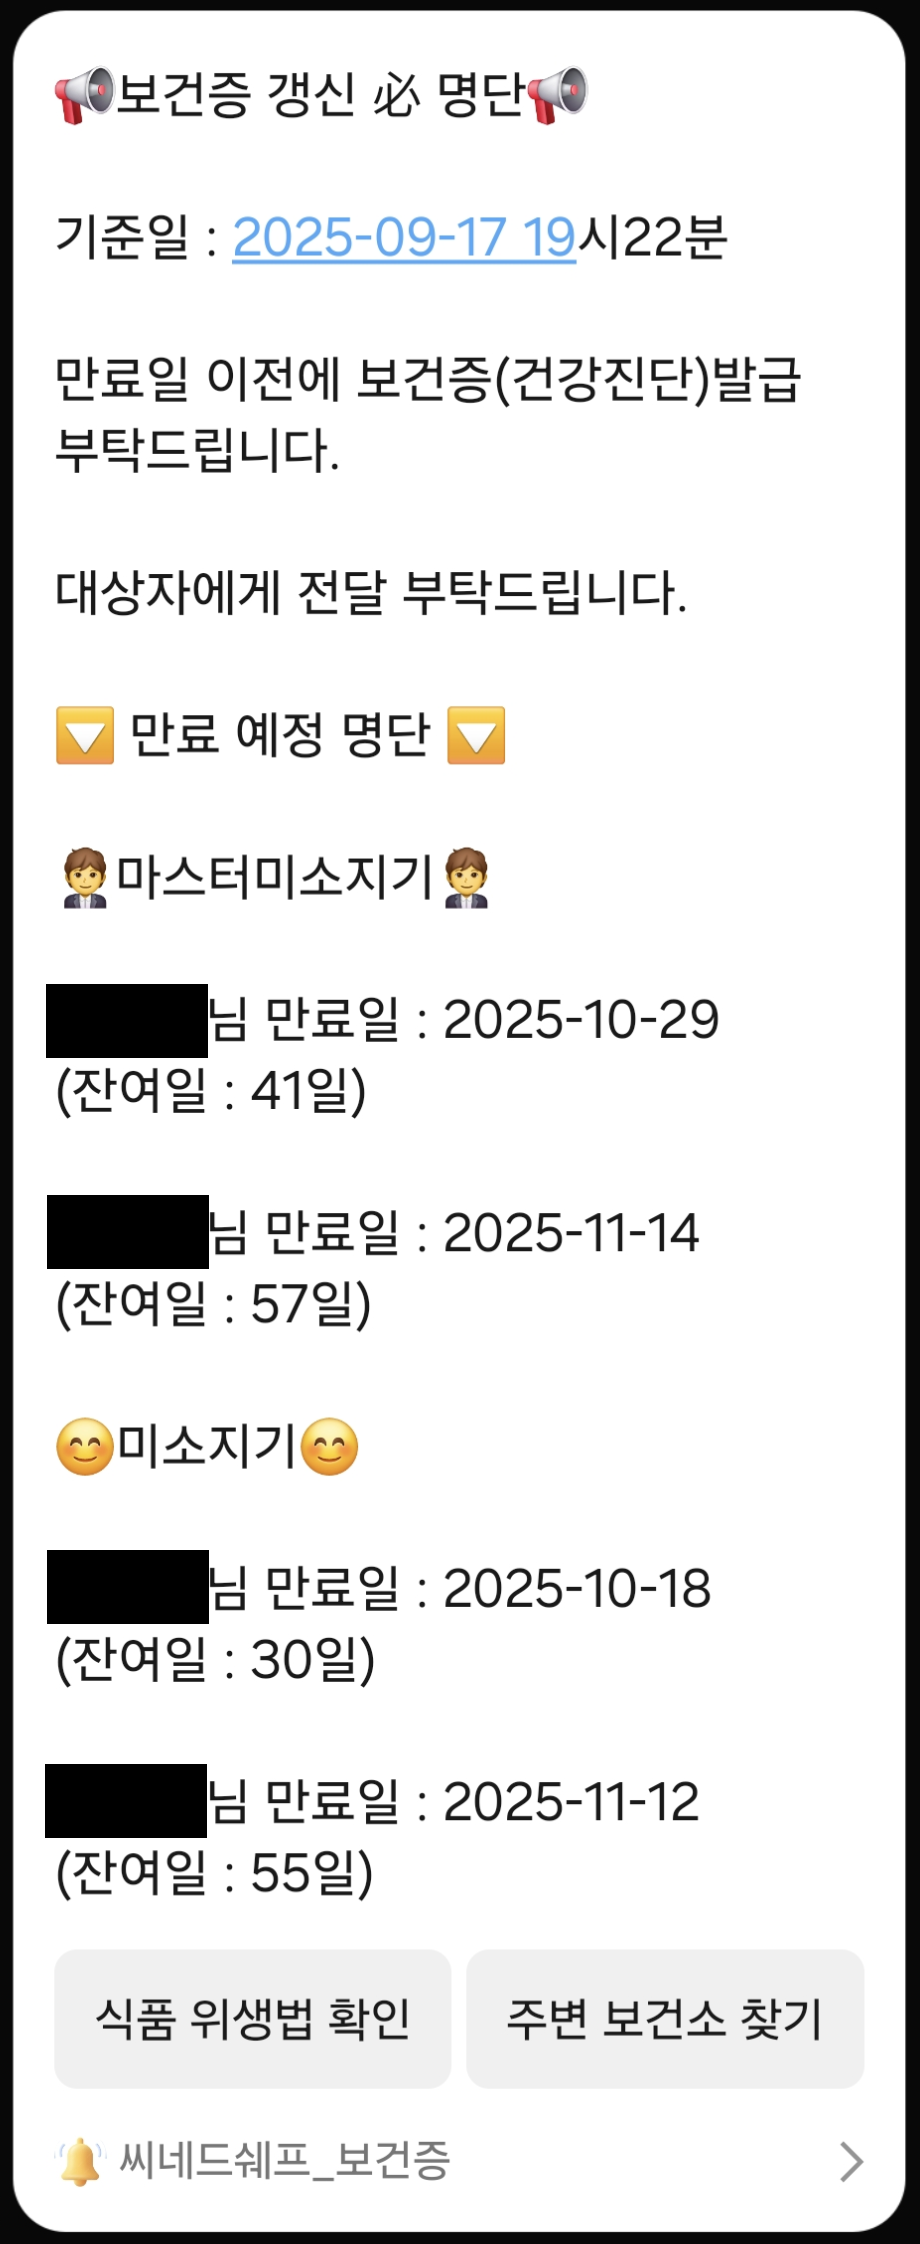 📢보건증 갱신 必 명단📢
기준일 : 2025-09-17 19시22분
만료일 이전에 보건증(건강진단)발급
부탁드립니다.
대상자에게 전달 부탁드립니다.
🔽 만료 예정 명단 🔽
🧑‍💼마스터미소지기🧑‍💼
님 만료일 : 2025-10-29
(잔여일 : 41일)
님 만료일 : 2025-11-14
(잔여일 : 57일)
😊미소지기😊
님 만료일 : 2025-10-18
(잔여일 : 30일)
님 만료일 : 2025-11-12
(잔여일 : 55일)
식품 위생법 확인
주변 보건소 찾기
씨네드쉐프_보건증